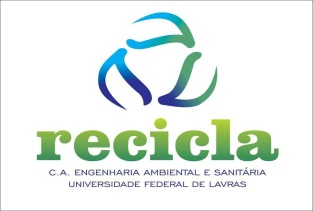 recicla
C.A. ENGENHARIA AMBIENTAL E SANITÁRIA
UNIVERSIDADE FEDERAL DE LAVRAS